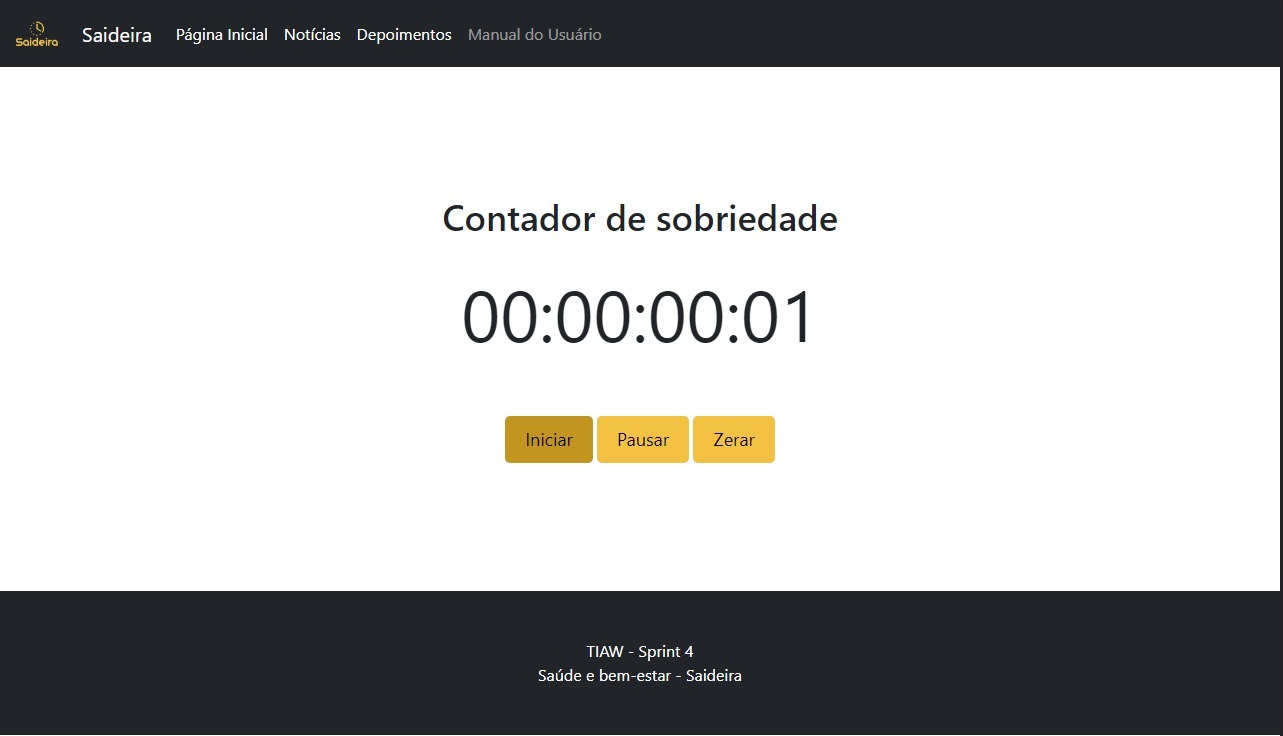 Saideira
Saideira Página Inicial Notícias Depoimentos Manual do Usuário
Contador de sobriedade
00:00:00:01
Iniciar Pausar Zerar
TIAW - Sprint 4
Saúde e bem-estar - Saideira